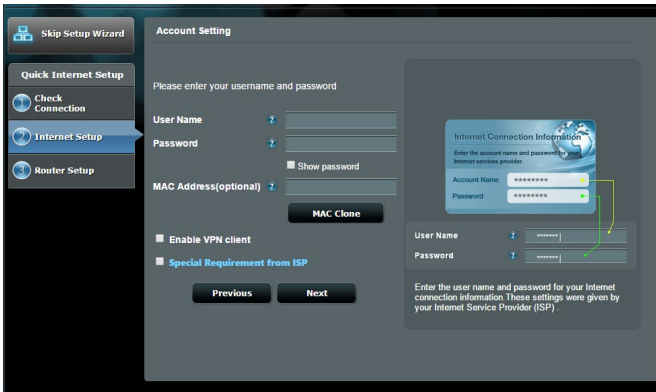 Skip Setup Wizard
Quick Internet Setup
1 Check
Connection
2 Internet Setup
3 Router Setup
Account Setting
Please enter your username and password
User Name ?
Password ?
Show password
MAC Address(optional) ?
MAC Clone
Enable VPN client
Special Requirement from ISP
Previous Next
Internet Connection Information
Enter the account name and password for your
Internet services provider.
Account Name ********
Password ********
User Name ? *******|
Password ? *******|
Enter the user name and password for your Internet
connection information.These settings were given by
your Internet Service Provider (ISP) .